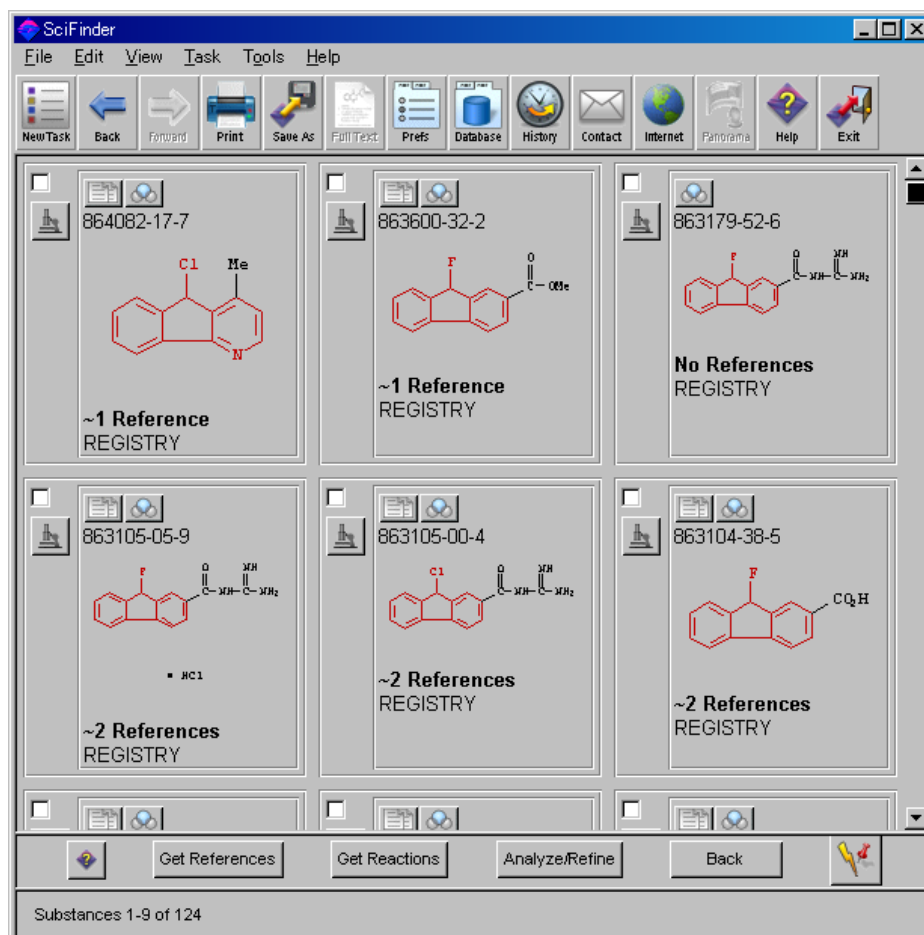 SciFinder
File Edit View Task Tools Help
New Task Back Forward Print Save As Full Text Prefs Database History Contact Internet Panorama Help Exit
864082-17-7
Cl Me
N
~1 Reference
REGISTRY
863600-32-2
F O
C-OMe
~1 Reference
REGISTRY
863179-52-6
F O NH
C-NH-C-NH2
No References
REGISTRY
863105-05-9
F O NH
C-NH-C-NH2
• HCl
~2 References
REGISTRY
863105-00-4
Cl O NH
C-NH-C-NH2
~2 References
REGISTRY
863104-38-5
F
CO2H
~2 References
REGISTRY
Get References Get Reactions Analyze/Refine Back
Substances 1-9 of 124